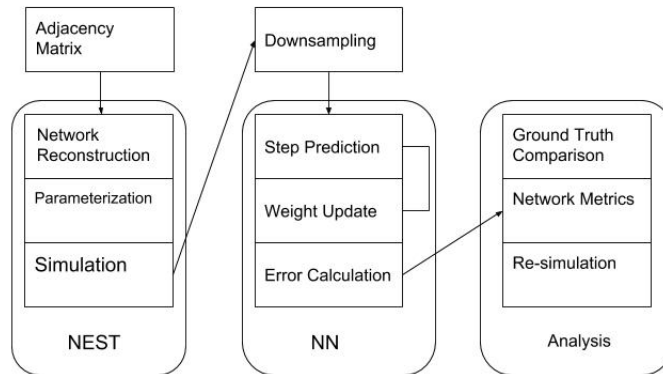 Adjacency
Matrix
Network
Reconstruction
Parameterization
Simulation
NEST
Downsampling
Step Prediction
Weight Update
Error Calculation
NN
Ground Truth
Comparison
Network Metrics
Re-simulation
Analysis